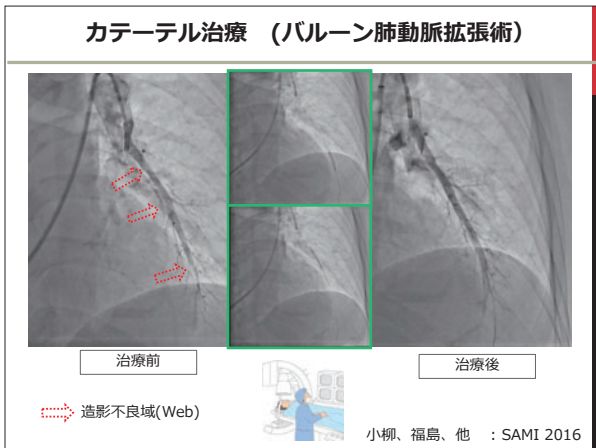 カテーテル治療　(バルーン肺動脈拡張術)
治療前
治療後
造影不良域(Web)
小柳、福島、他　：SAMI 2016